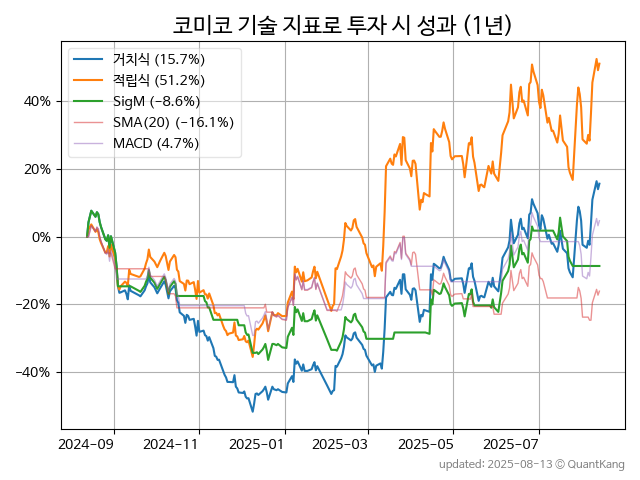 코미코 기술 지표로 투자 시 성과 (1년)
거치식 (15.7%)
적립식 (51.2%)
SigM (−8.6%)
SMA(20) (−16.1%)
MACD (4.7%)
40%
20%
0%
−20%
−40%
2024-09 2024-11 2025-01 2025-03 2025-05 2025-07
updated: 2025-08-13 © QuantKang